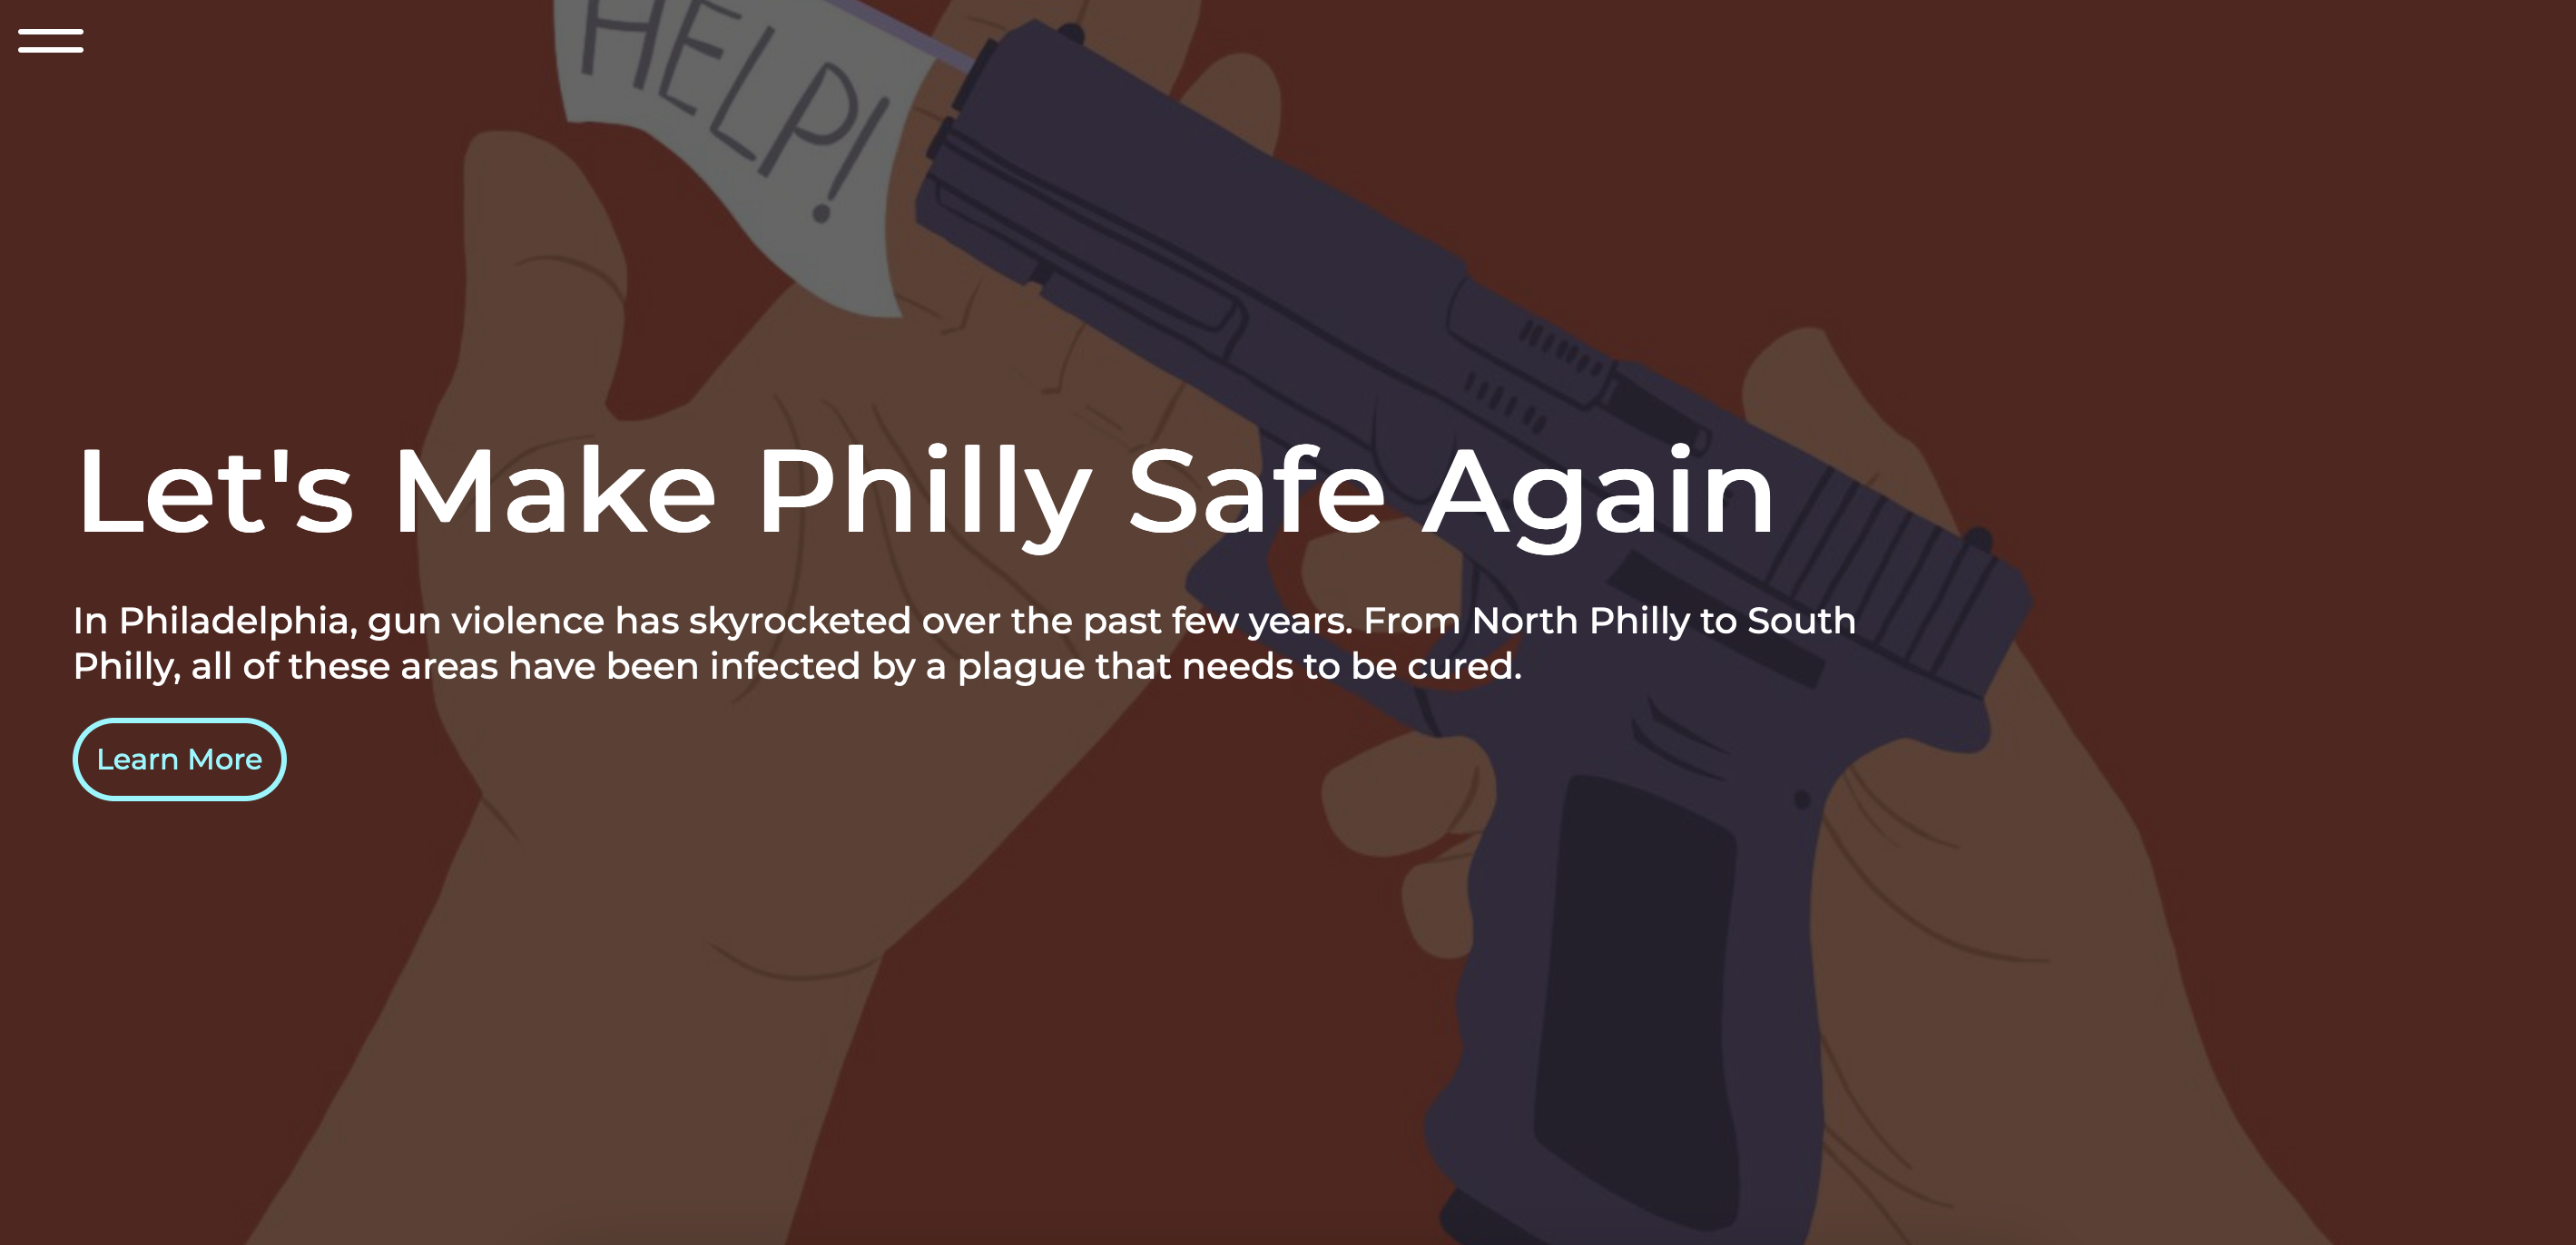 HELP!
Let's Make Philly Safe Again
In Philadelphia, gun violence has skyrocketed over the past few years. From North Philly to South
Philly, all of these areas have been infected by a plague that needs to be cured.
Learn More